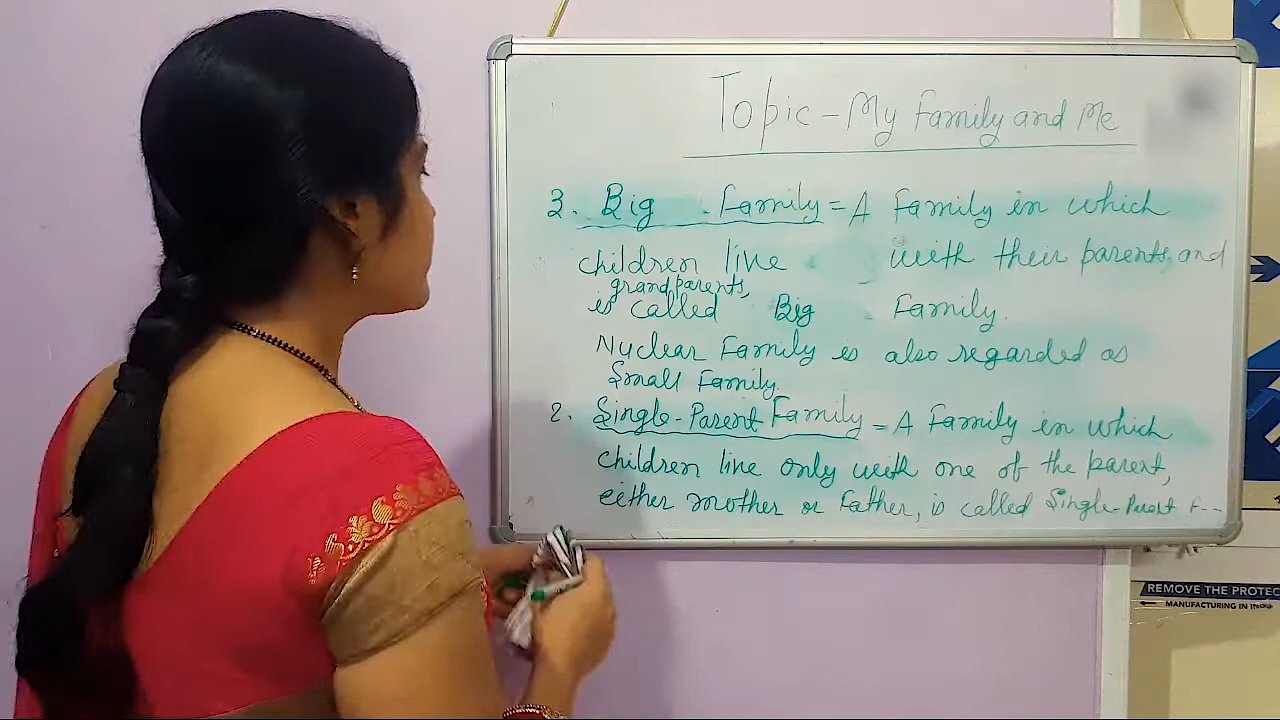 Topic - My Family and Me
3. Big Family = A Family in which
children live with their parents, and
grandparents,
is called Big Family.
Nuclear Family is also regarded as
Small Family
2. Single-Parent Family = A Family in which
children live only with one of the parent,
either mother or Father, is called Single-Parent F--
REMOVE THE PROTEC
MANUFACTURING IN